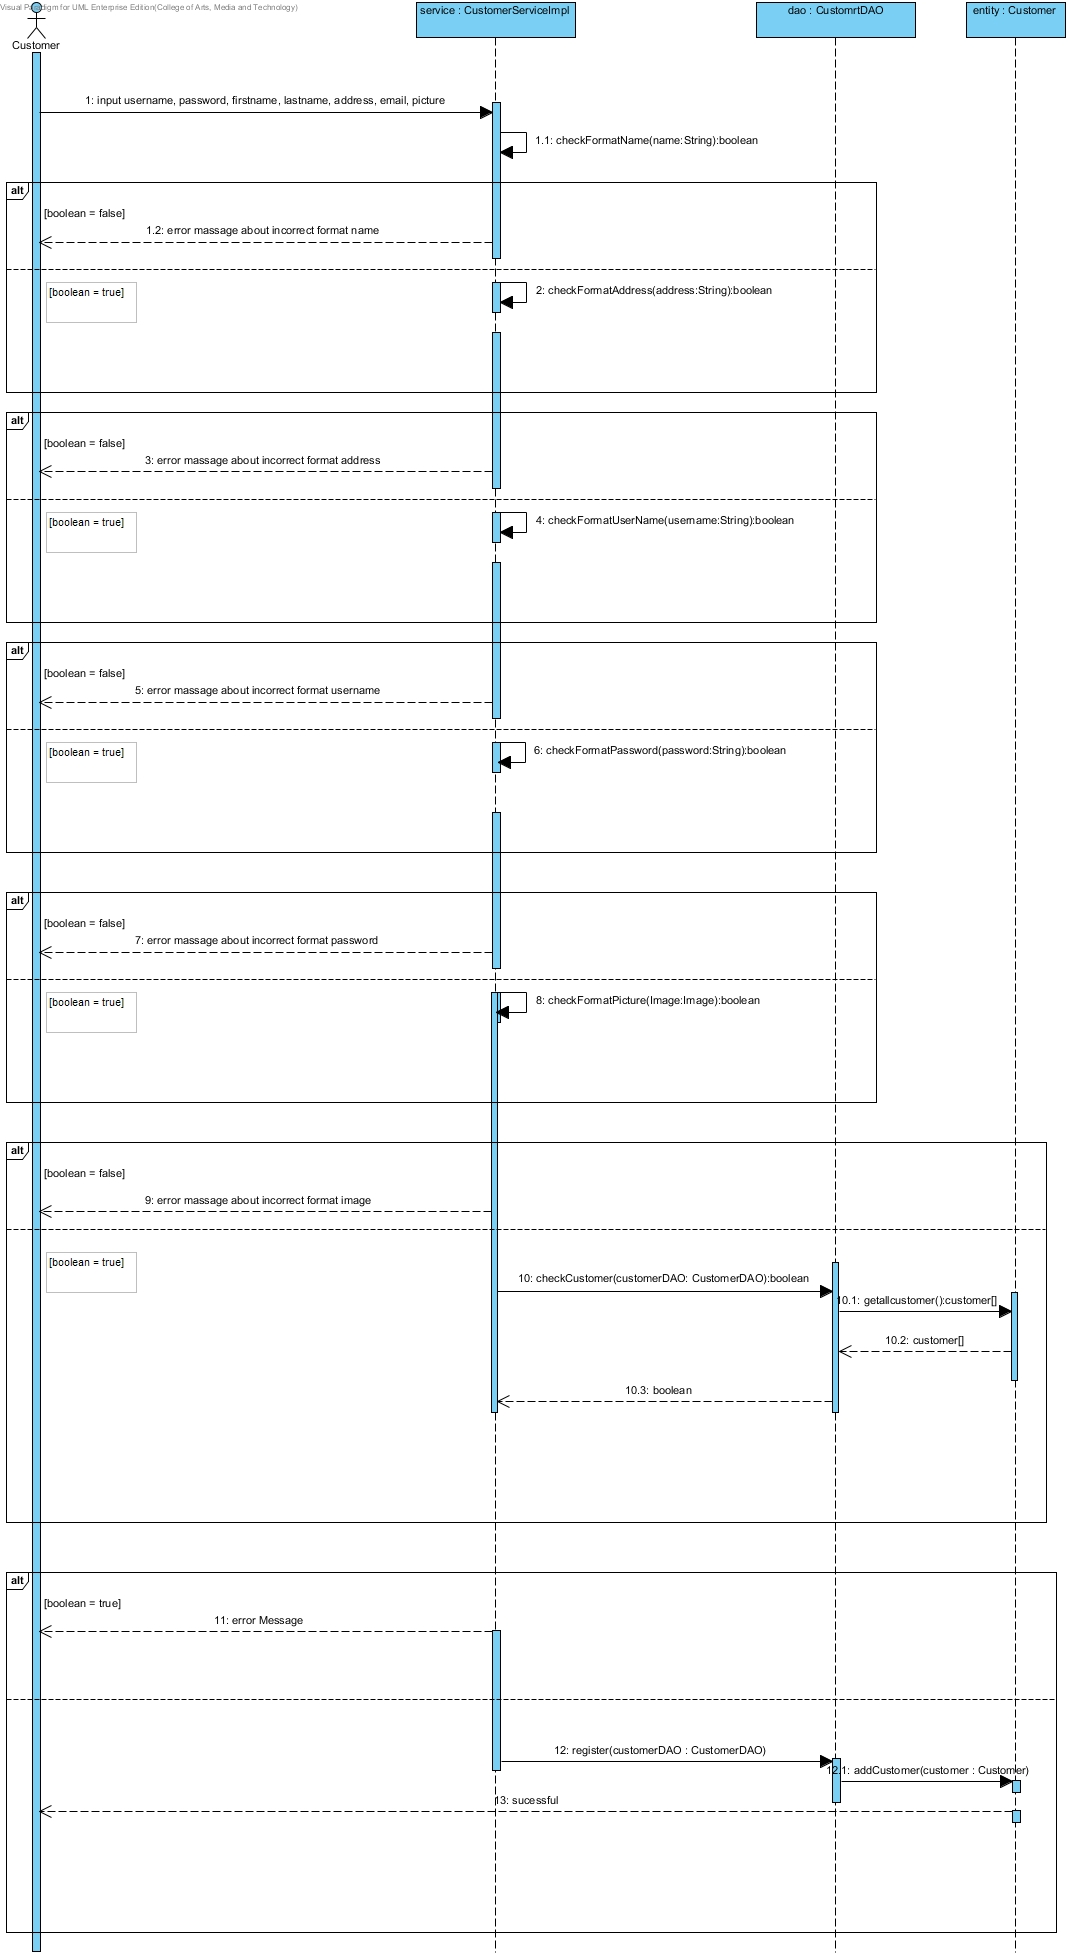 Visual Paradigm for UML Enterprise Edition(College of Arts, Media and Technology)
service : CustomerServiceImpl
dao : CustomrtDAO
entity : Customer
Customer
1: input username, password, firstname, lastname, address, email, picture
1.1: checkFormatName(name:String):boolean
alt
[boolean = false]
1.2: error massage about incorrect format name
[boolean = true]
2: checkFormatAddress(address:String):boolean
alt
[boolean = false]
3: error massage about incorrect format address
[boolean = true]
4: checkFormatUserName(username:String):boolean
alt
[boolean = false]
5: error massage about incorrect format username
[boolean = true]
6: checkFormatPassword(password:String):boolean
alt
[boolean = false]
7: error massage about incorrect format password
[boolean = true]
8: checkFormatPicture(Image:Image):boolean
alt
[boolean = false]
9: error massage about incorrect format image
[boolean = true]
10: checkCustomer(customerDAO: CustomerDAO):boolean
10.1: getallcustomer():customer[]
10.2: customer[]
10.3: boolean
alt
[boolean = true]
11: error Message
12: register(customerDAO : CustomerDAO)
12.1: addCustomer(customer : Customer)
13: sucessful